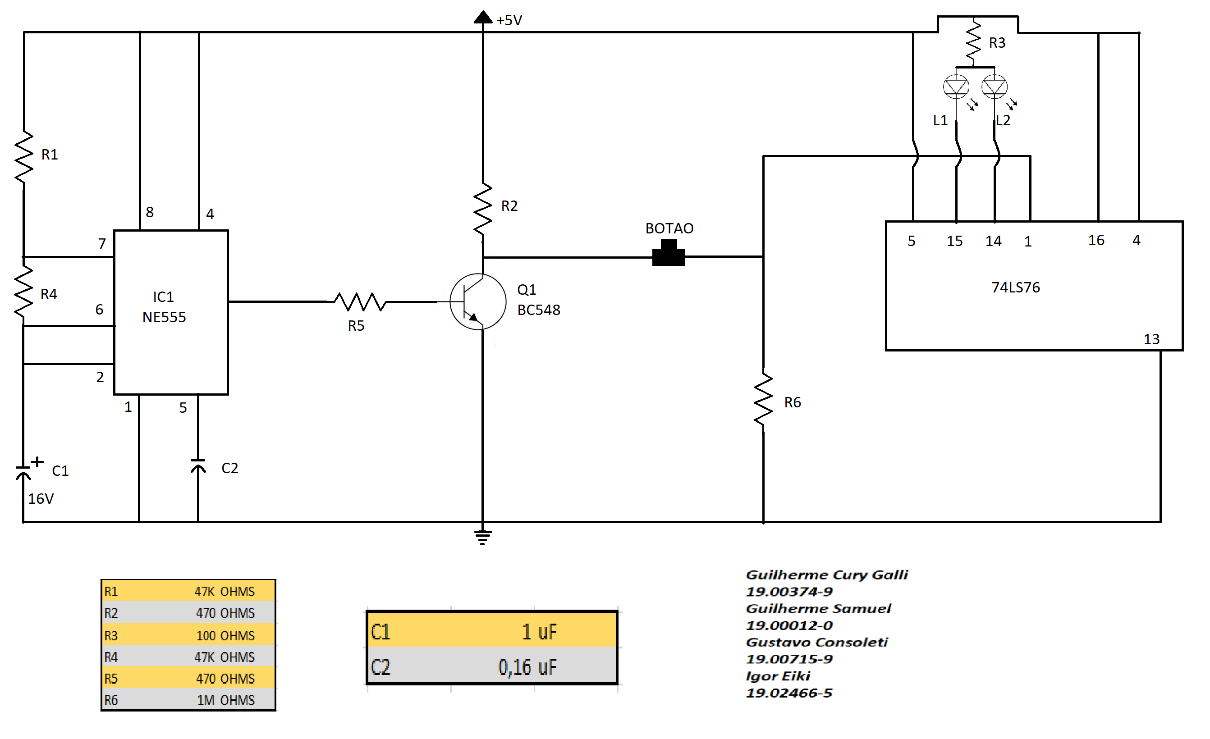 +5V
R3
L1
L2
R1
8
4
R2
BOTAO
7
5
15
14
1
16
4
R4
IC1
NE555
6
Q1
BC548
74LS76
R5
13
2
1
5
R6
+
C1
C2
16V
R1 47K OHMS
R2 470 OHMS
R3 100 OHMS
R4 47K OHMS
R5 470 OHMS
R6 1M OHMS
C1 1 uF
C2 0,16 uF
Guilherme Cury Galli
19.00374-9
Guilherme Samuel
19.00012-0
Gustavo Consoleti
19.00715-9
Igor Eiki
19.02466-5